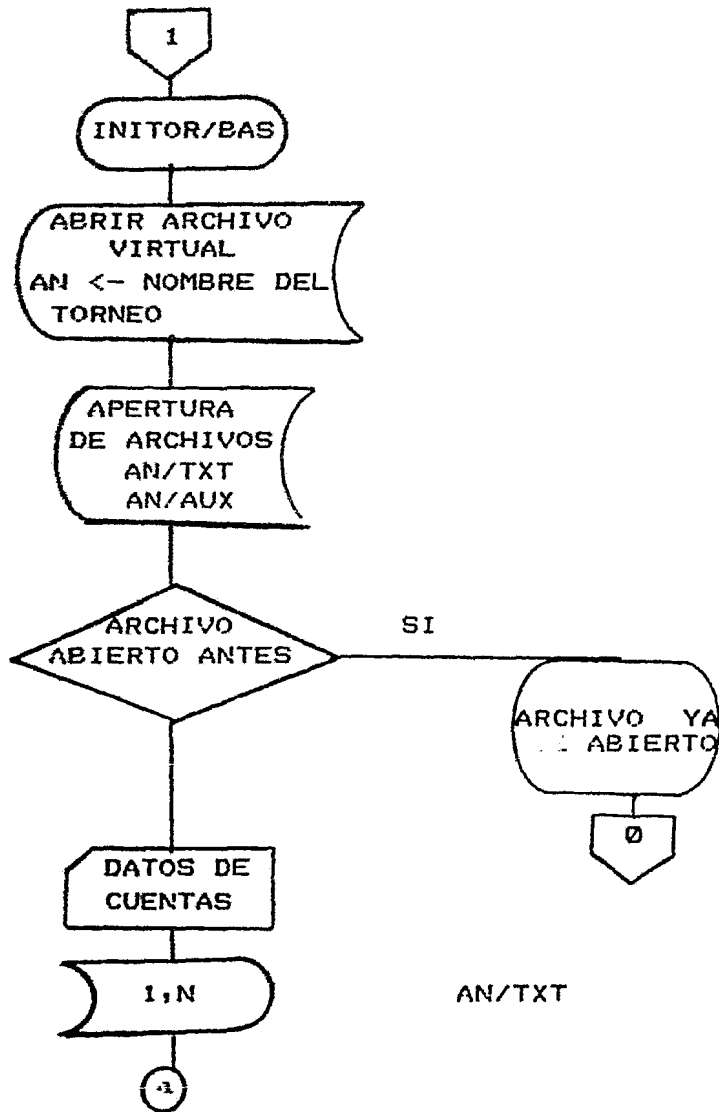 1
INITOR/BAS
ABRIR ARCHIVO
VIRTUAL
AN <- NOMBRE DEL
TORNEO
APERTURA
DE ARCHIVOS
AN/TXT
AN/AUX
ARCHIVO
ABIERTO ANTES
SI
ARCHIVO YA
ABIERTO
0
DATOS DE
CUENTAS
1,N
AN/TXT